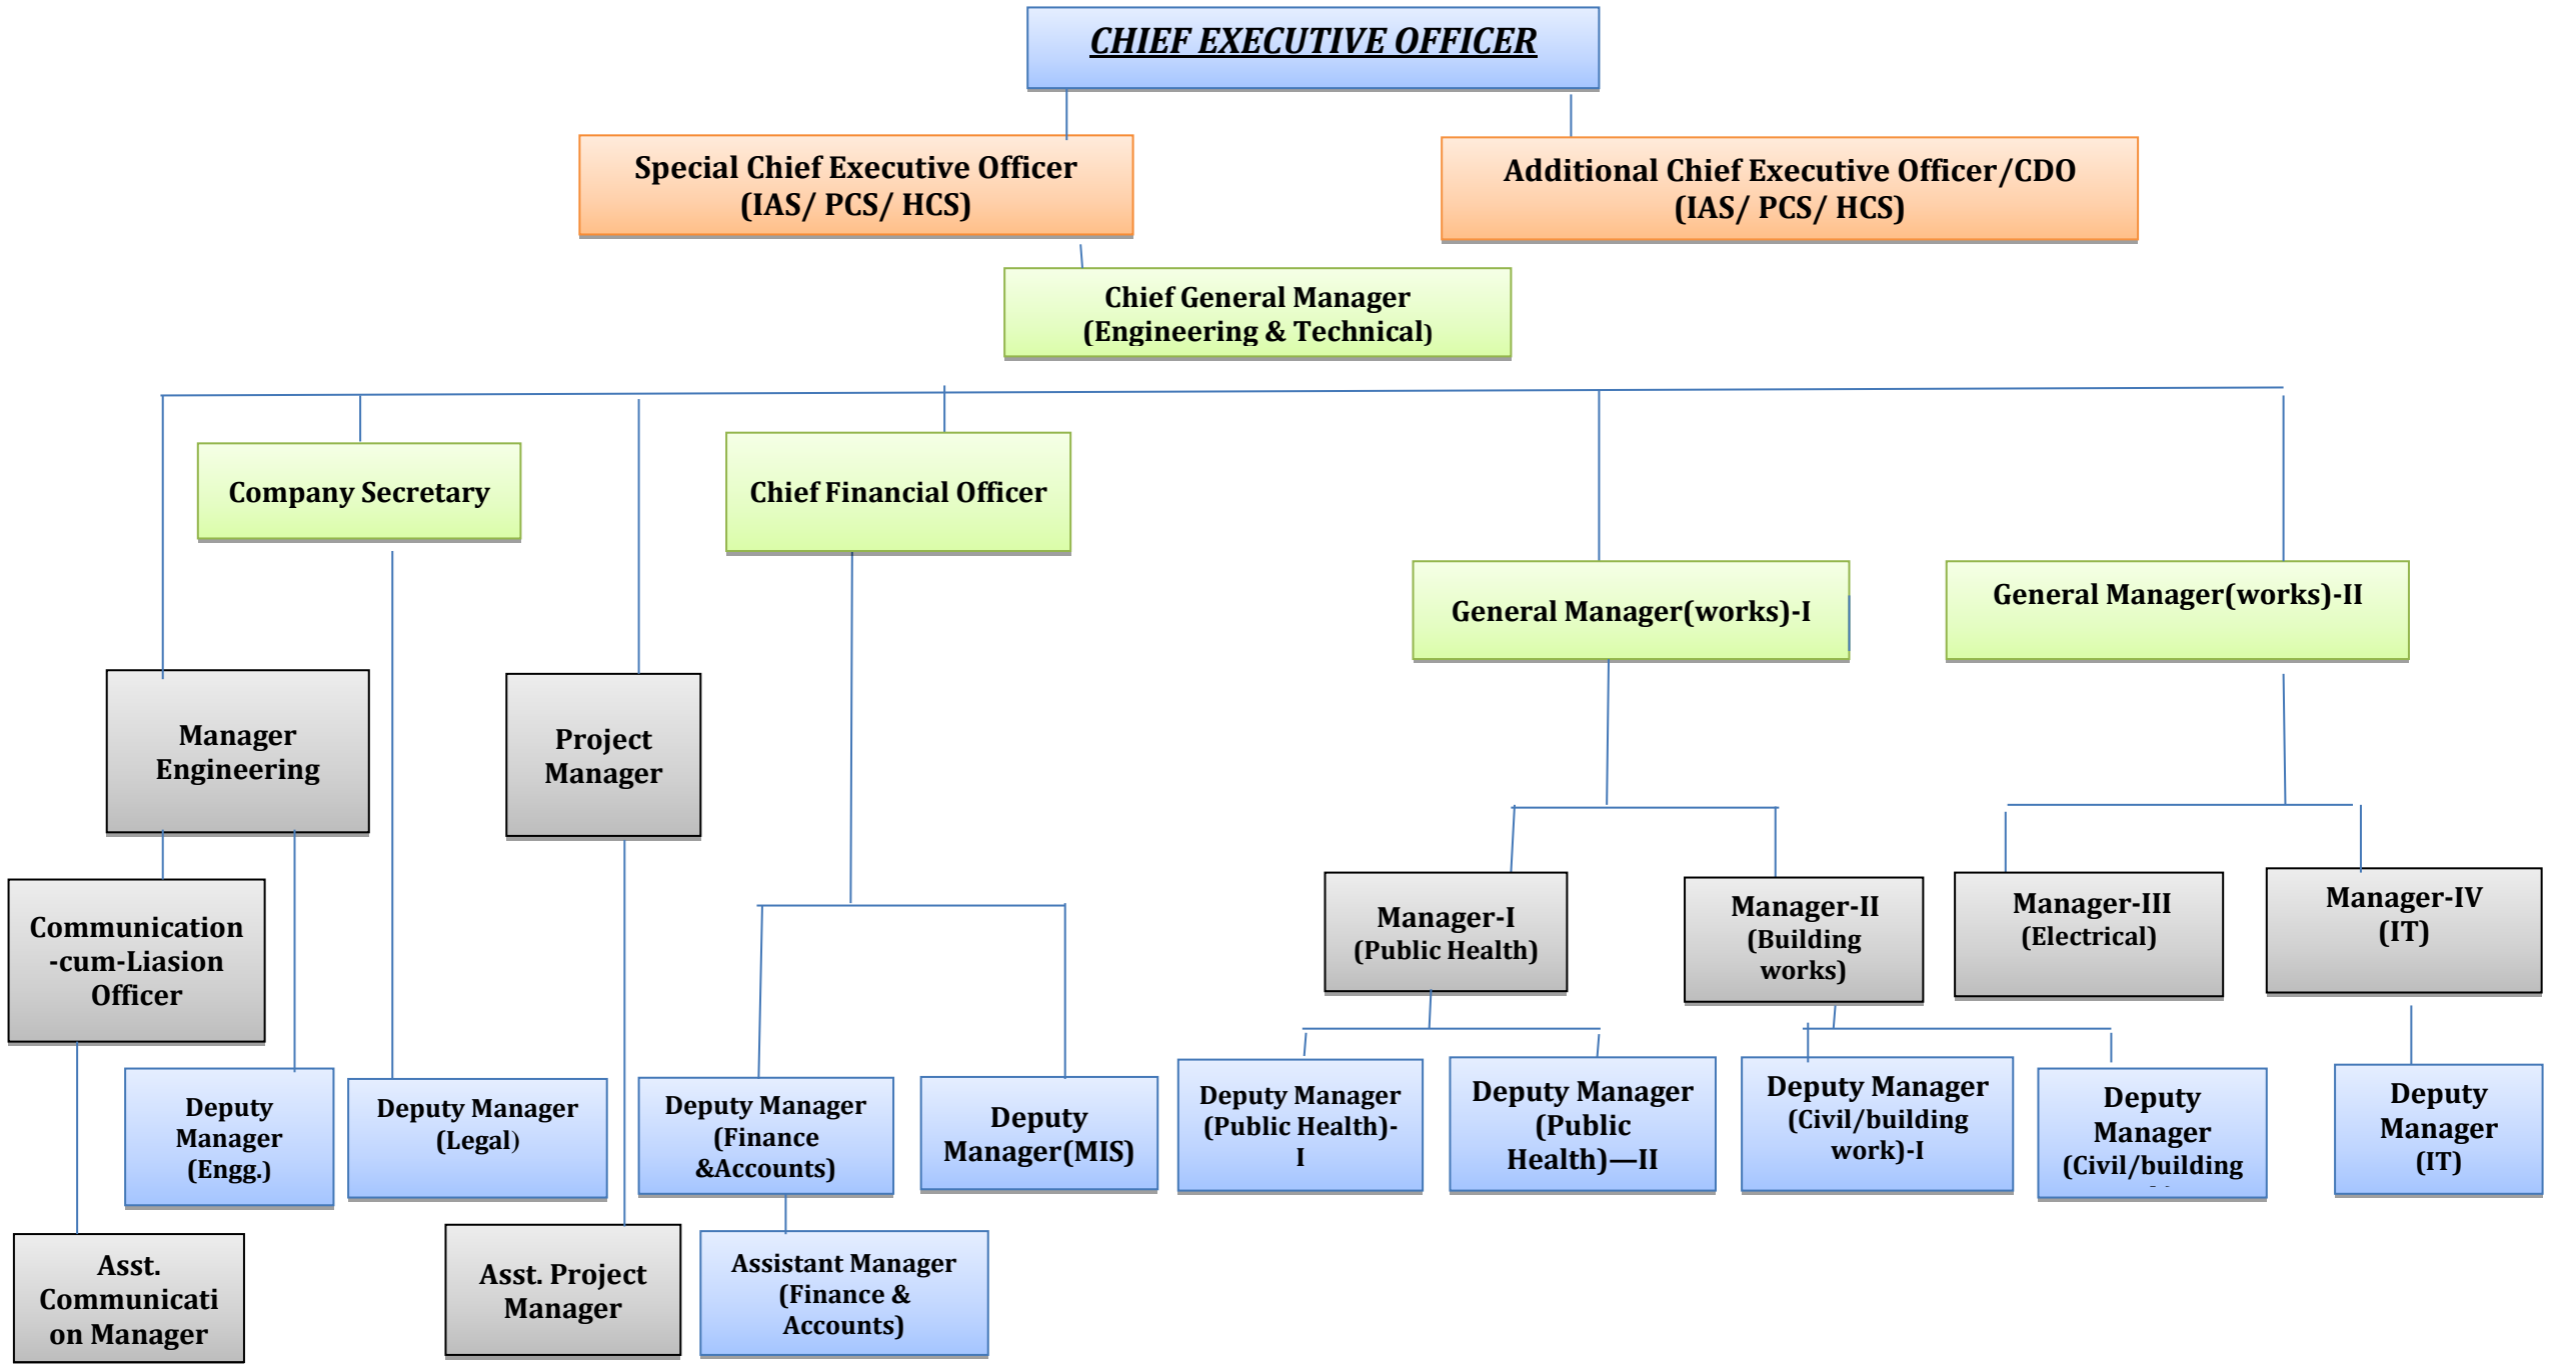 CHIEF EXECUTIVE OFFICER
Special Chief Executive Officer
(IAS/ PCS/ HCS)
Additional Chief Executive Officer/CDO
(IAS/ PCS/ HCS)
Chief General Manager
(Engineering & Technical)
Company Secretary
Chief Financial Officer
General Manager(works)-I
General Manager(works)-II
Manager
Engineering
Project
Manager
Communication
-cum-Liasion
Officer
Manager-I
(Public Health)
Manager-II
(Building
works)
Manager-III
(Electrical)
Manager-IV
(IT)
Deputy
Manager
(Engg.)
Deputy Manager
(Legal)
Deputy Manager
(Finance
&Accounts)
Deputy
Manager(MIS)
Deputy Manager
(Public Health)-
I
Deputy Manager
(Public
Health)—II
Deputy Manager
(Civil/building
work)-I
Deputy
Manager
(Civil/building
Deputy
Manager
(IT)
Asst.
Communicati
on Manager
Asst. Project
Manager
Assistant Manager
(Finance &
Accounts)